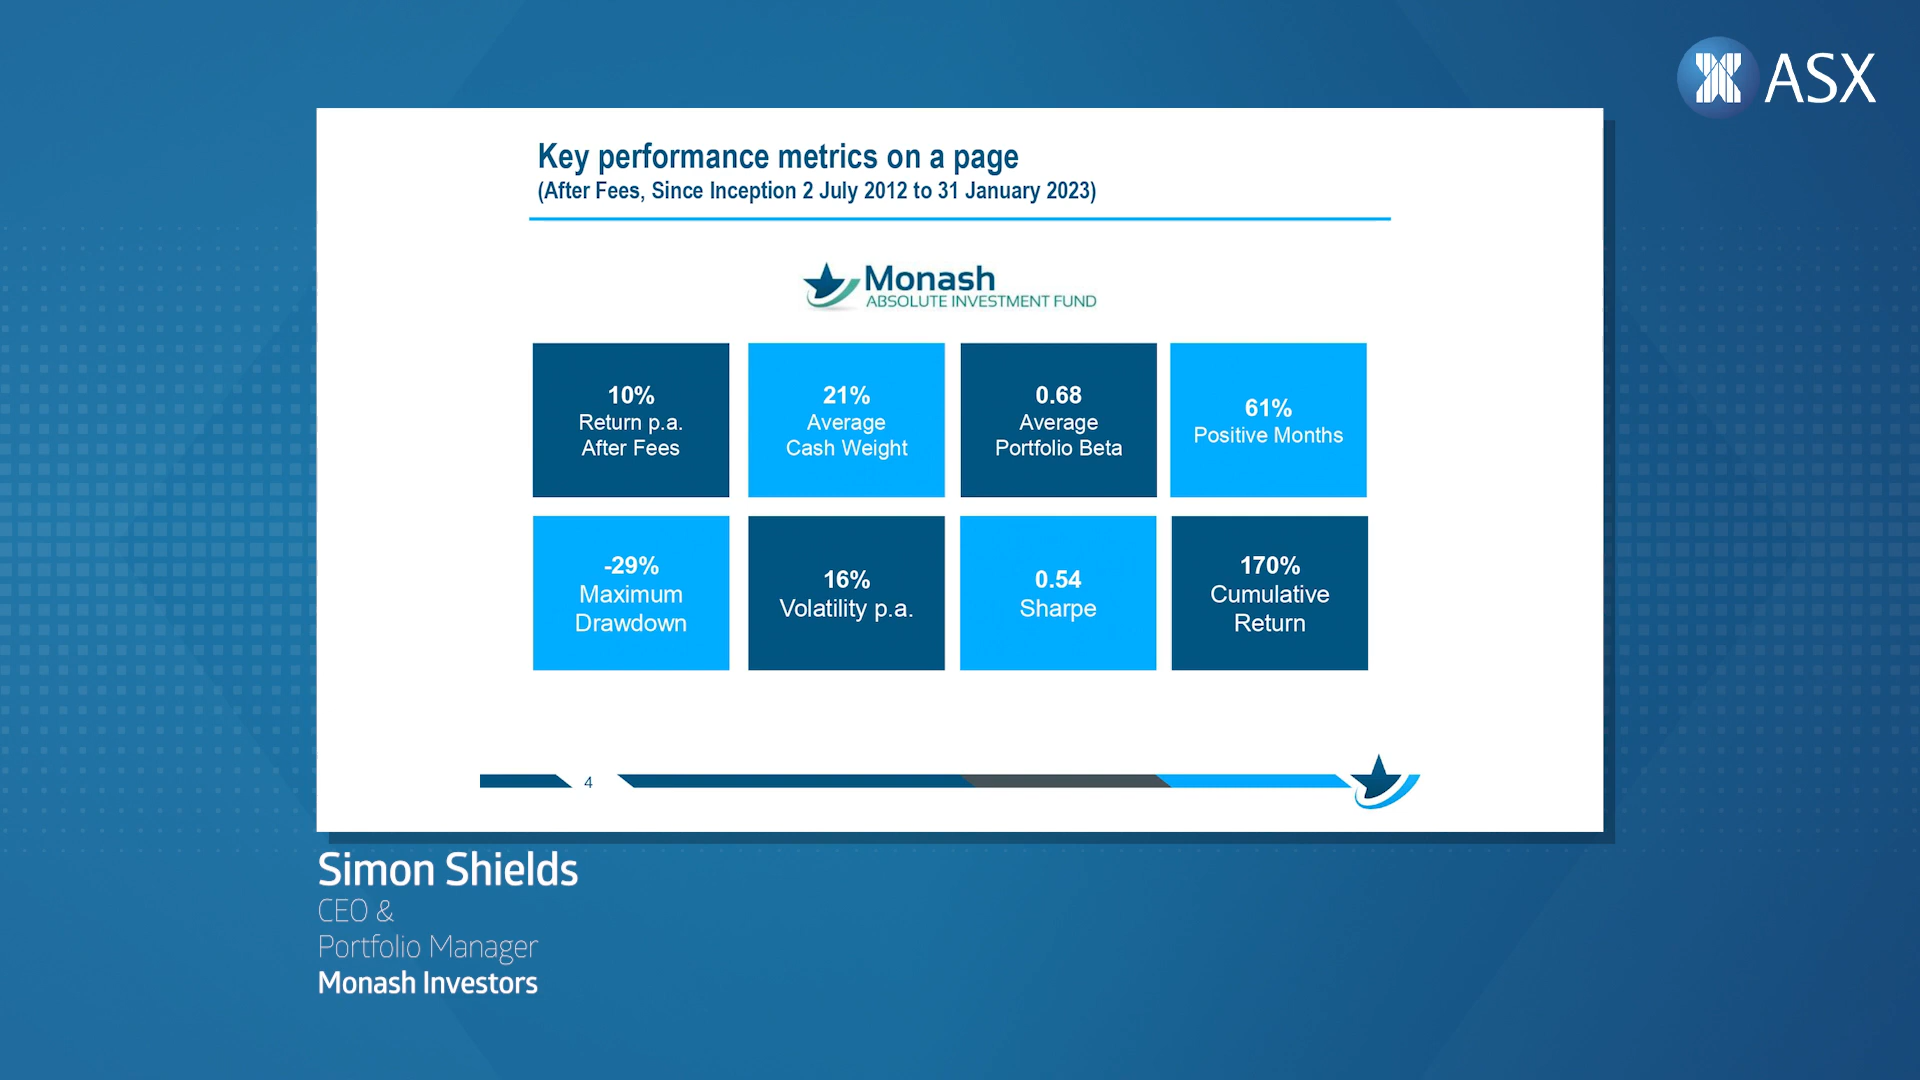 ASX
Key performance metrics on a page
(After Fees, Since Inception 2 July 2012 to 31 January 2023)
Monash
ABSOLUTE INVESTMENT FUND
10%
Return p.a.
After Fees
21%
Average
Cash Weight
0.68
Average
Portfolio Beta
61%
Positive Months
-29%
Maximum
Drawdown
16%
Volatility p.a.
0.54
Sharpe
170%
Cumulative
Return
4
Simon Shields
CEO &
Portfolio Manager
Monash Investors